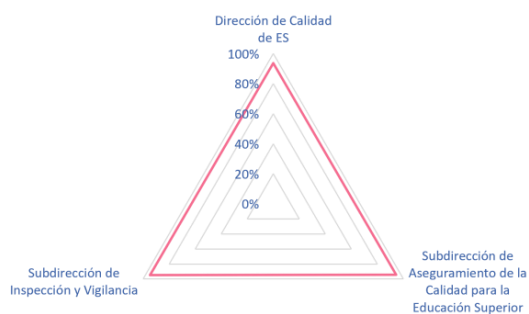 Dirección de Calidad
de ES
100%
80%
60%
40%
20%
0%
Subdirección de
Inspección y Vigilancia
Subdirección de
Aseguramiento de la
Calidad para la
Educación Superior